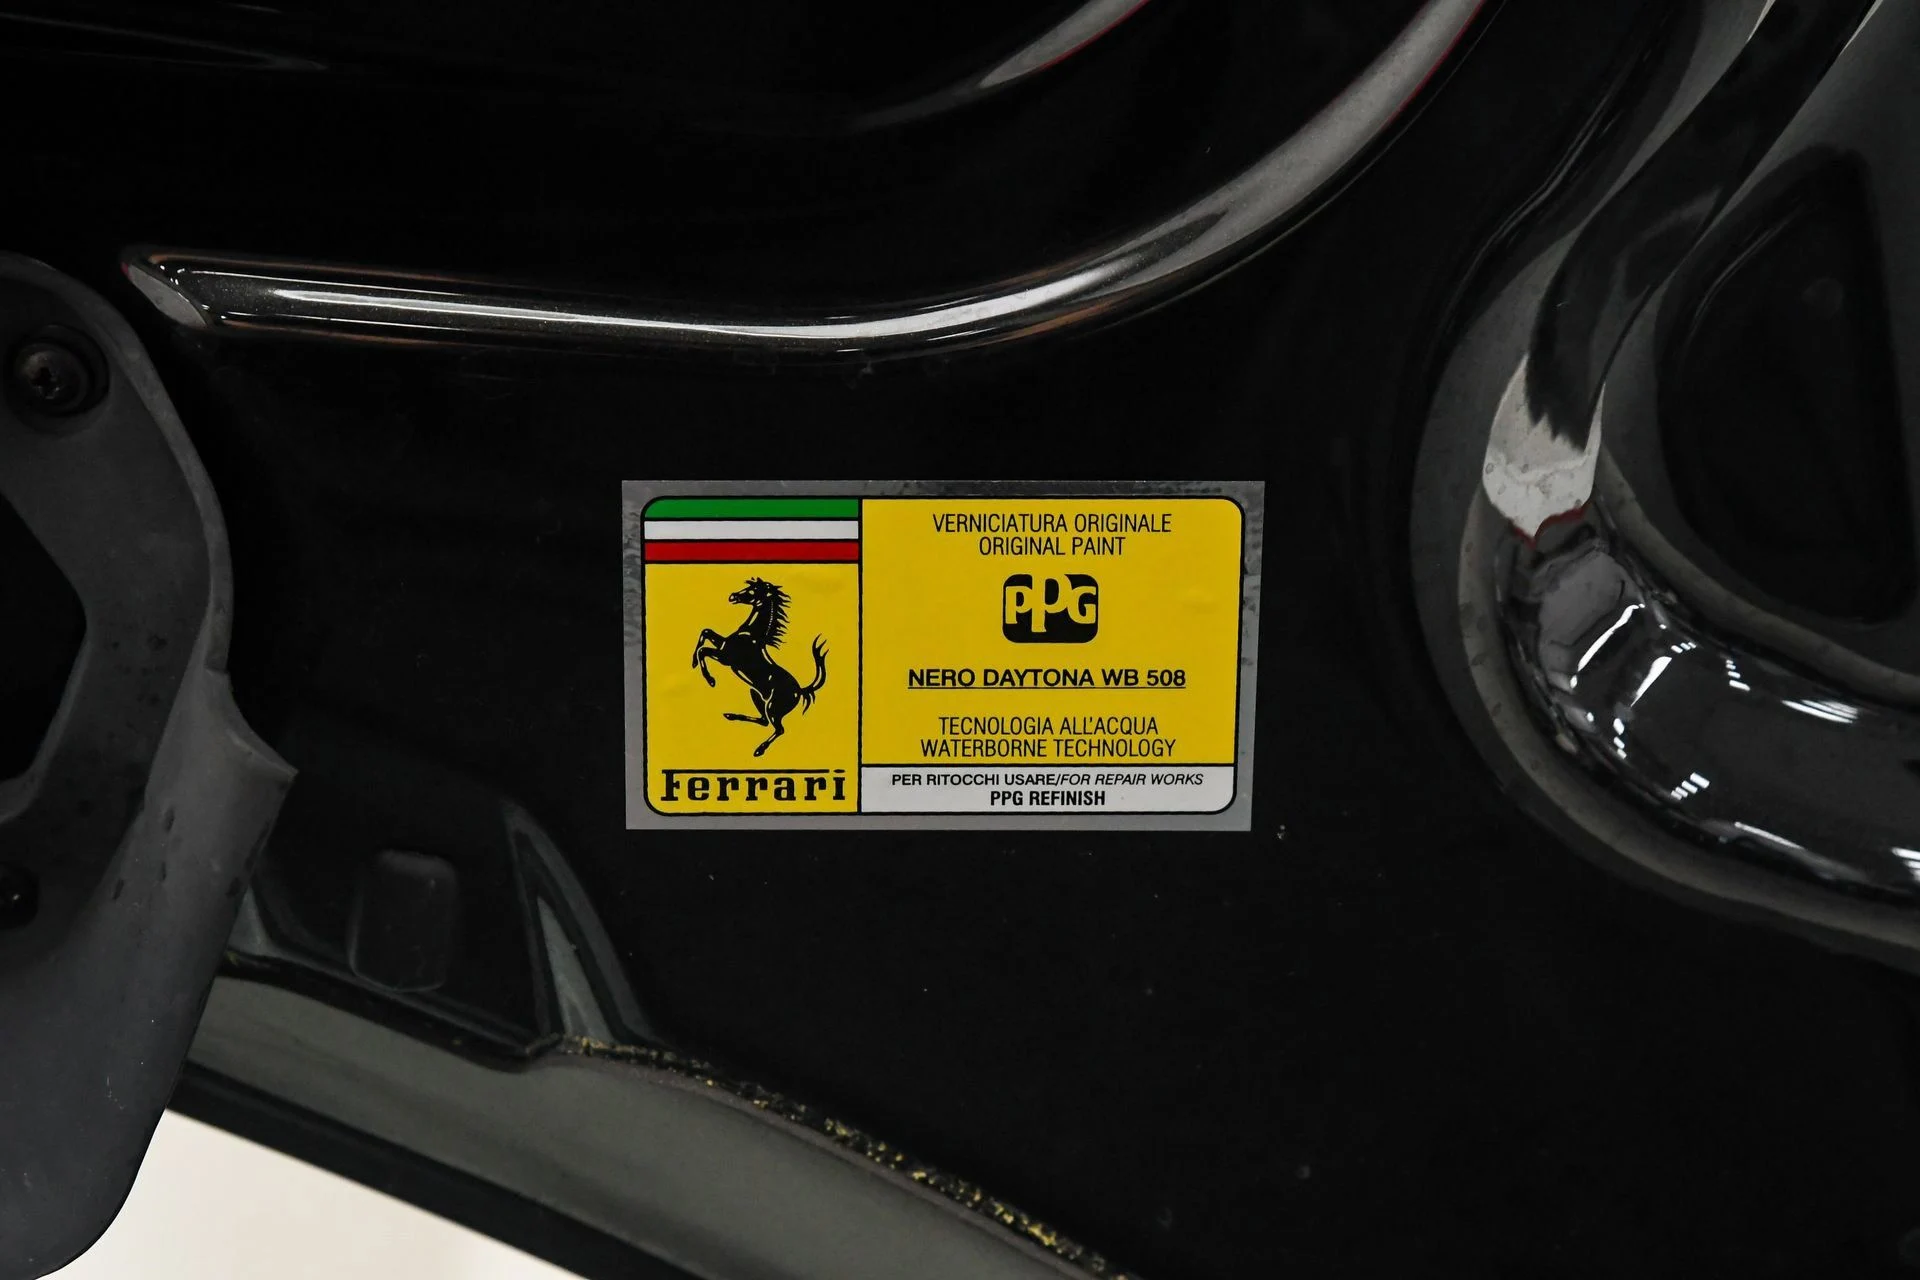 Ferrari
VERNICIATURA ORIGINALE
ORIGINAL PAINT
PPG
NERO DAYTONA WB 508
TECNOLOGIA ALL'ACQUA
WATERBORNE TECHNOLOGY
PER RITOCCHI USARE/FOR REPAIR WORKS
PPG REFINISH